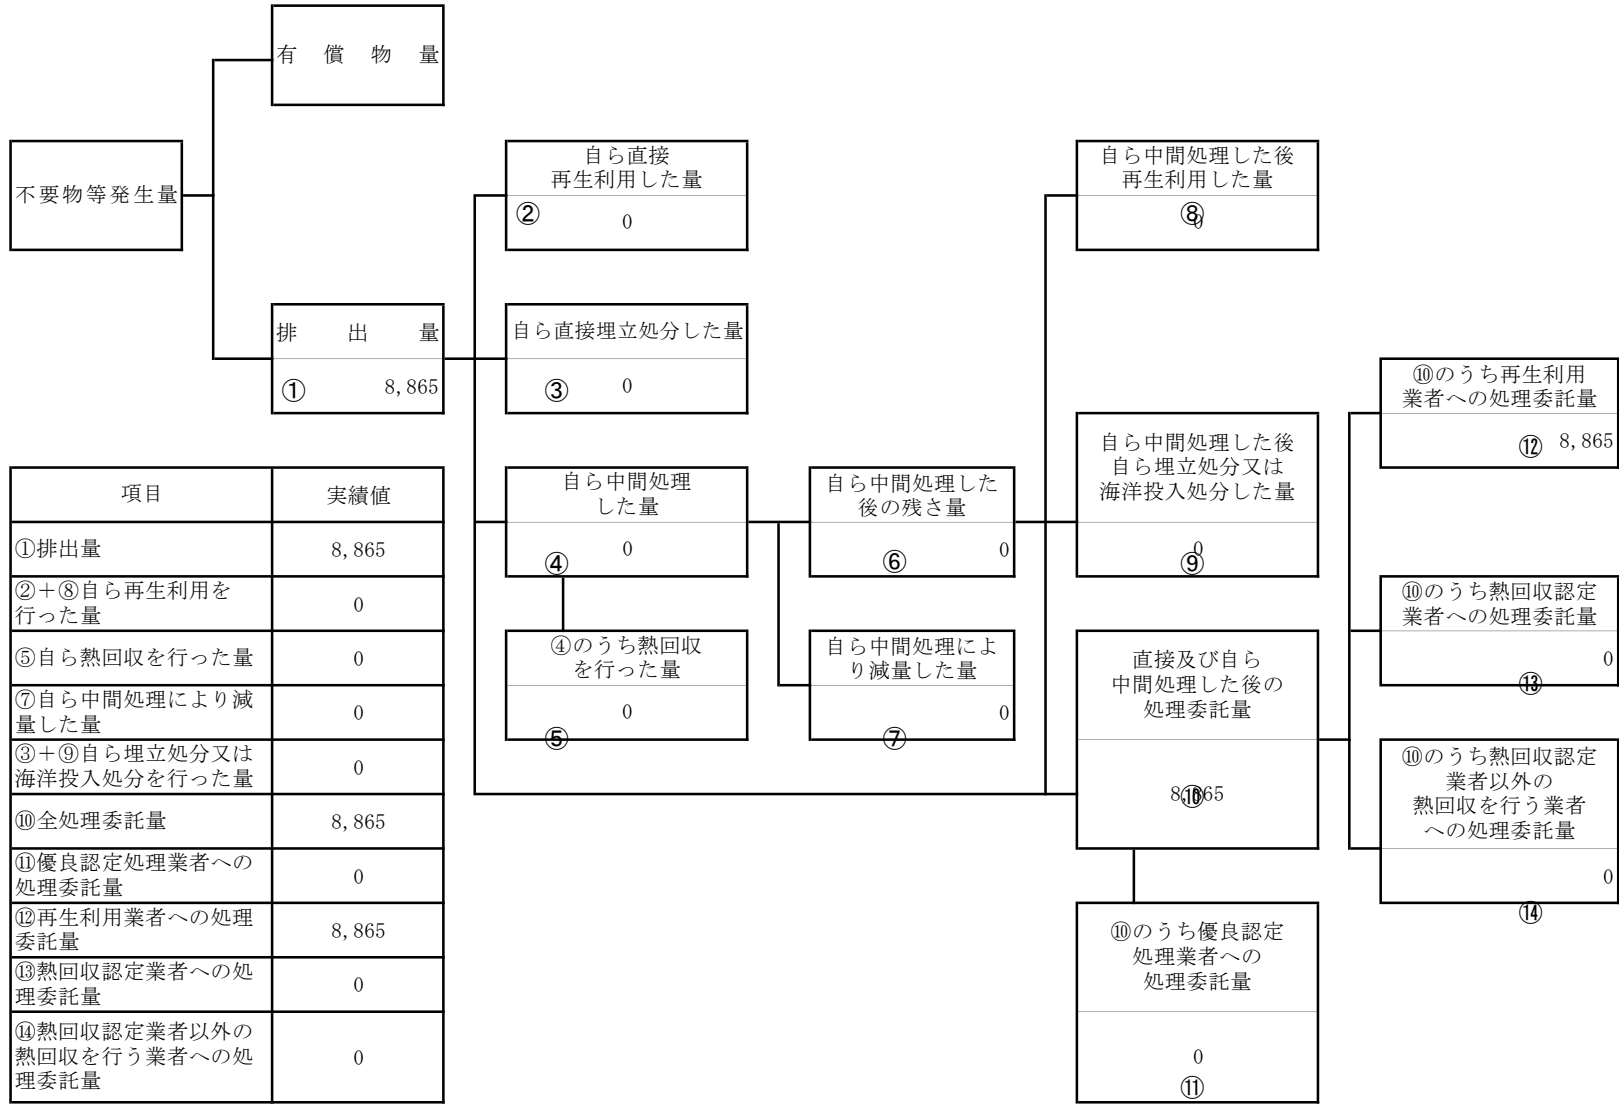 有償物量
不要物等発生量
排出量
① 8,865
自ら直接
再生利用した量
② 0
自ら直接埋立処分した量
③ 0
自ら中間処理
した量
④ 0
④のうち熱回収
を行った量
⑤ 0
自ら中間処理した
後の残さ量
⑥ 0
自ら中間処理によ
り減量した量
⑦ 0
自ら中間処理した後
再生利用した量
⑧ 0
自ら中間処理した後
自ら埋立処分又は
海洋投入処分した量
⑨ 0
直接及び自ら
中間処理した後の
処理委託量
⑩ 8,865
⑩のうち優良認定
処理業者への
処理委託量
0
⑪
⑩のうち再生利用
業者への処理委託量
⑫ 8,865
⑩のうち熱回収認定
業者への処理委託量
0
⑬
⑩のうち熱回収認定
業者以外の
熱回収を行う業者
への処理委託量
0
⑭
項目 実績値
①排出量 8,865
②+⑧自ら再生利用を
行った量 0
⑤自ら熱回収を行った量 0
⑦自ら中間処理により減
量した量 0
③+⑨自ら埋立処分又は
海洋投入処分を行った量 0
⑩全処理委託量 8,865
⑪優良認定処理業者への
処理委託量 0
⑫再生利用業者への処理
委託量 8,865
⑬熱回収認定業者への処
理委託量 0
⑭熱回収認定業者以外の
熱回収を行う業者への処
理委託量 0